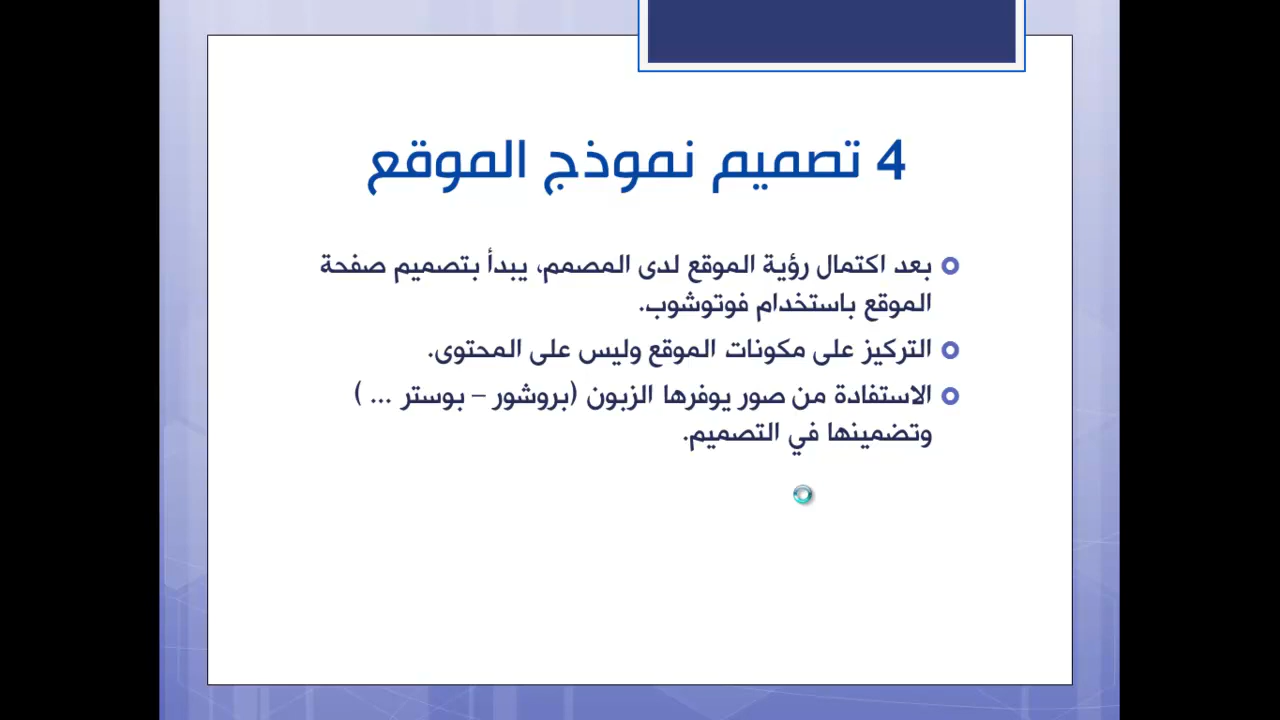 4 تصميم نموذج الموقع
بعد اكتمال رؤية الموقع لدى المصمم، يبدأ بتصميم صفحة
الموقع باستخدام فوتوشوب.
التركيز على مكونات الموقع وليس على المحتوى.
الاستفادة من صور يوفرها الزبون (بروشور – بوستر ... )
وتضمينها في التصميم.